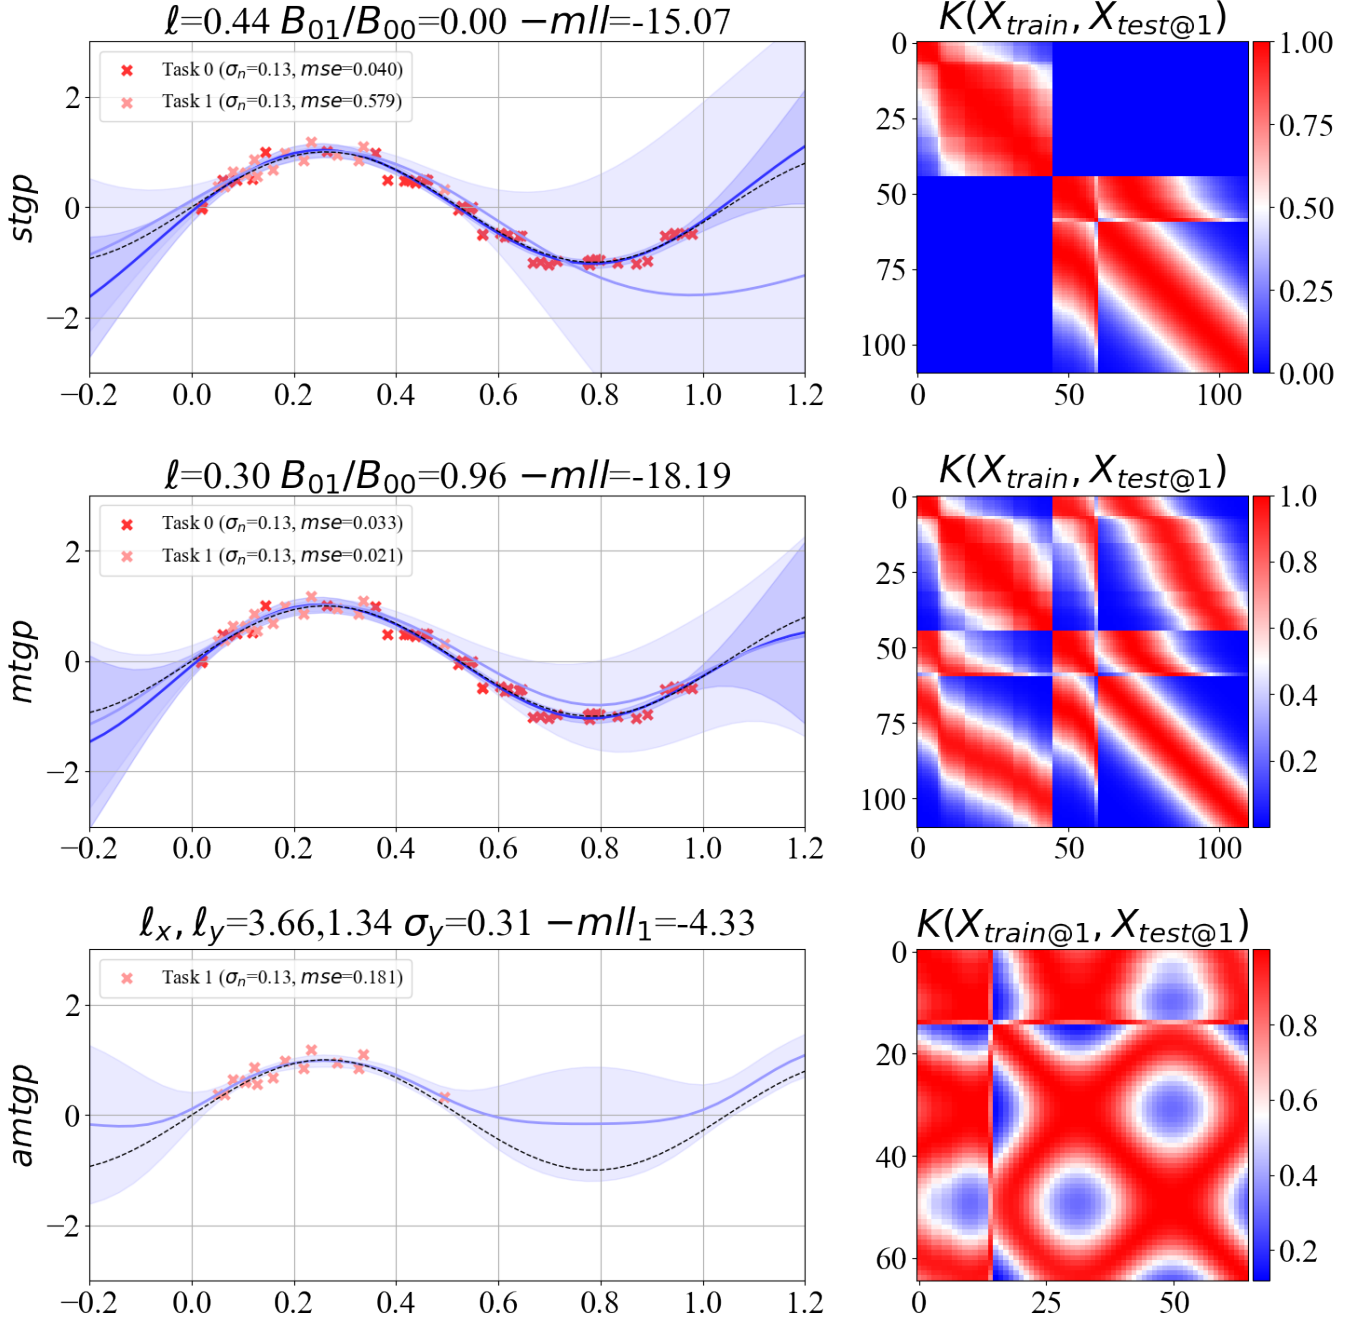 ℓ=0.44 B₀₁/B₀₀=0.00 −mll=-15.07
K(X_train, X_test@1)
stgp
Task 0 (σₙ=0.13, mse=0.040)
Task 1 (σₙ=0.13, mse=0.579)
2
0
−2
−0.2 0.0 0.2 0.4 0.6 0.8 1.0 1.2
0
25
50
75
100
0 50 100
1.00
0.75
0.50
0.25
0.00
ℓ=0.30 B₀₁/B₀₀=0.96 −mll=-18.19
K(X_train, X_test@1)
mtgp
Task 0 (σₙ=0.13, mse=0.033)
Task 1 (σₙ=0.13, mse=0.021)
2
0
−2
−0.2 0.0 0.2 0.4 0.6 0.8 1.0 1.2
0
25
50
75
100
0 50 100
1.0
0.8
0.6
0.4
0.2
ℓₓ, ℓ_y=3.66,1.34 σ_y=0.31 −mll₁=-4.33
K(X_train@1, X_test@1)
amtgp
Task 1 (σₙ=0.13, mse=0.181)
2
0
−2
−0.2 0.0 0.2 0.4 0.6 0.8 1.0 1.2
0
20
40
60
0 25 50
0.8
0.6
0.4
0.2